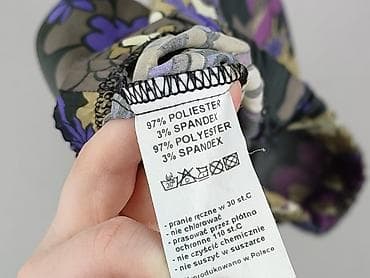 97% POLIESTER
3% SPANDEX
97% POLYESTER
3% SPANDEX
- pranie ręczne w 30 st.C
- nie chlorować
- prasować przez płótno
ochronne 110 st.C
- nie czyścić chemicznie
- nie suszyć w suszarce
produkowano w Polsce